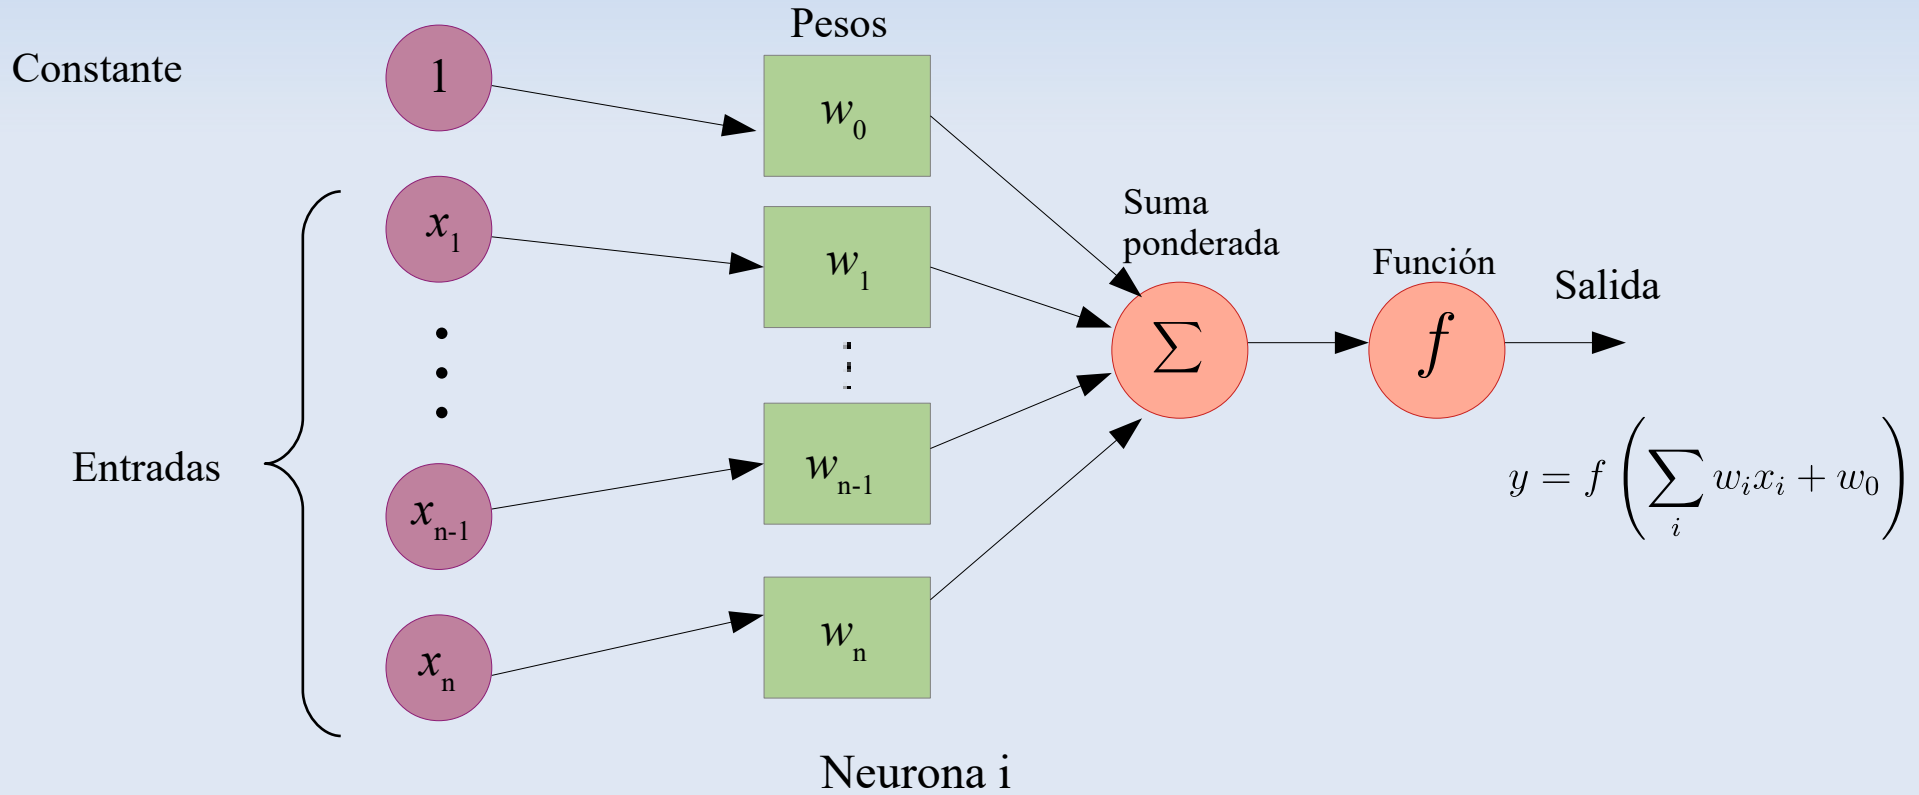 Pesos
Constante
1
w0
x1
w1
Suma
ponderada
Función
Salida
Σ
f
Entradas
xn-1
wn-1
y = f (∑i wixi + w0)
xn
wn
Neurona i